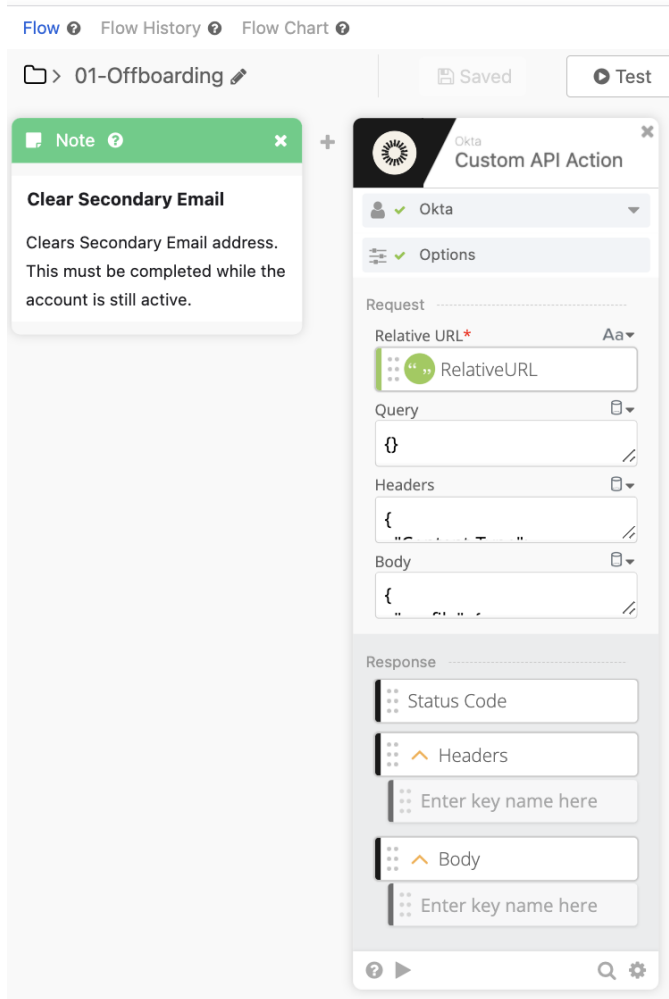 Flow Flow History Flow Chart
01-Offboarding Saved Test
Note
Clear Secondary Email
Clears Secondary Email address.
This must be completed while the
account is still active.
Okta
Custom API Action
Okta
Options
Request
Relative URL* Aa
RelativeURL
Query
{}
Headers
{
Body
{
Response
Status Code
Headers
Enter key name here
Body
Enter key name here